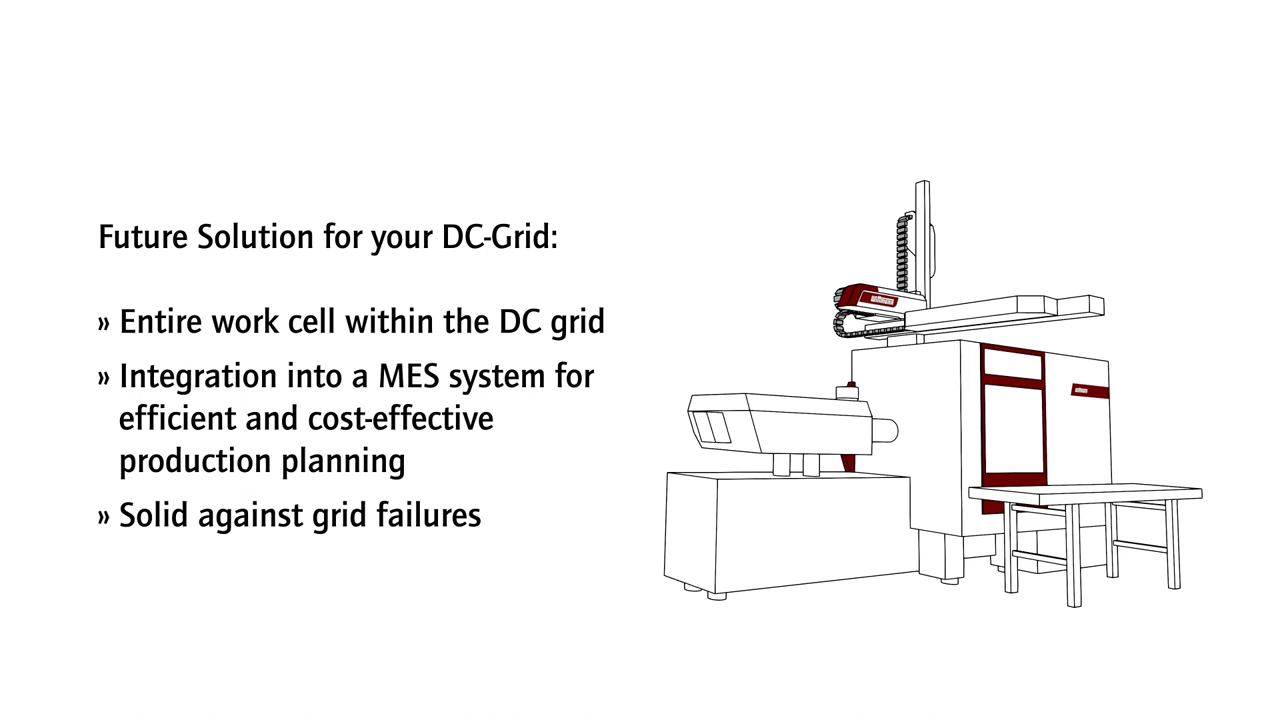 Future Solution for your DC-Grid:
» Entire work cell within the DC grid
» Integration into a MES system for
efficient and cost-effective
production planning
» Solid against grid failures